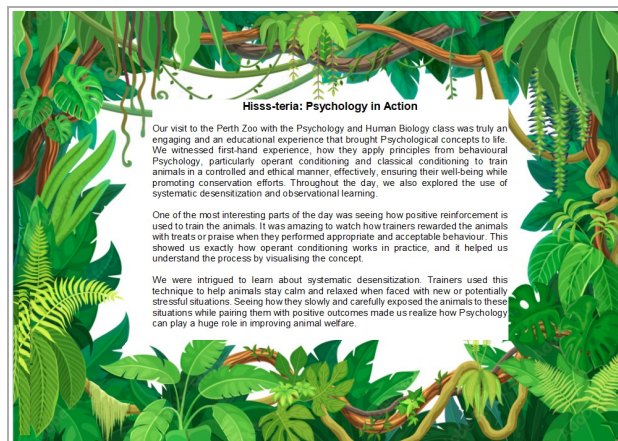 Hisss-teria: Psychology in Action
Our visit to the Perth Zoo with the Psychology and Human Biology class was truly an
engaging and an educational experience that brought Psychological concepts to life.
We witnessed first-hand experience, how they apply principles from behavioural
Psychology, particularly operant conditioning and classical conditioning to train
animals in a controlled and ethical manner, effectively, ensuring their well-being while
promoting conservation efforts. Throughout the day, we also explored the use of
systematic desensitization and observational learning.
One of the most interesting parts of the day was seeing how positive reinforcement is
used to train the animals. It was amazing to watch how trainers rewarded the animals
with treats or praise when they performed appropriate and acceptable behaviour. This
showed us exactly how operant conditioning works in practice, and it helped us
understand the process by visualising the concept.
We were intrigued to learn about systematic desensitization. Trainers used this
technique to help animals stay calm and relaxed when faced with new or potentially
stressful situations. Seeing how they slowly and carefully exposed the animals to these
situations while pairing them with positive outcomes made us realize how Psychology
can play a huge role in improving animal welfare.